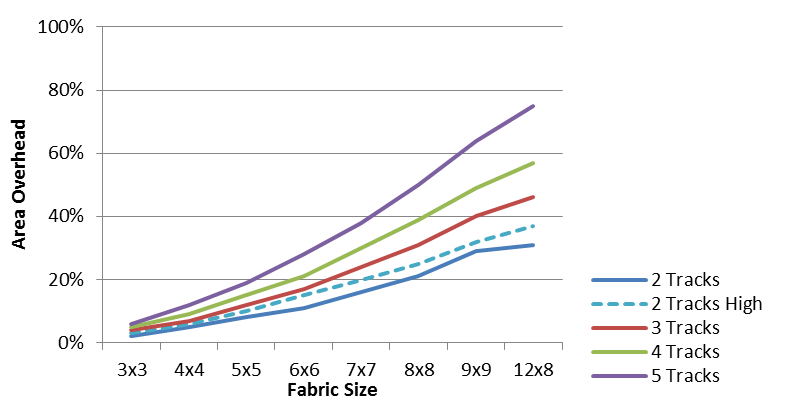 100%
80%
60%
40%
20%
0%
Area Overhead
3x3 4x4 5x5 6x6 7x7 8x8 9x9 12x8
Fabric Size
2 Tracks
2 Tracks High
3 Tracks
4 Tracks
5 Tracks